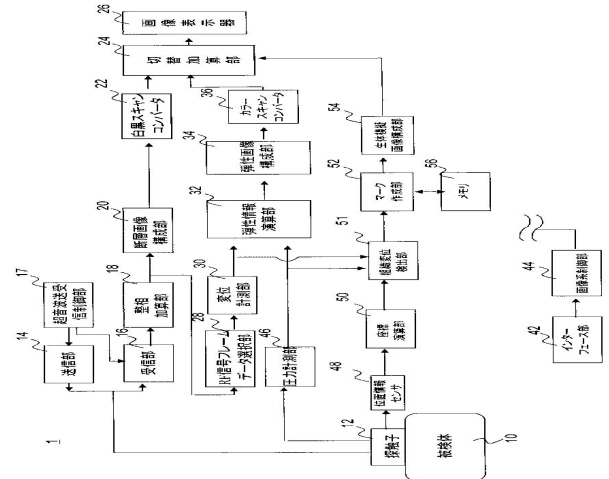 1
17
超音波送受
信制御部
14
送信部
16
受信部
18
整相
加算部
20
断層画像
構成部
22
白黒スキャン
コンバータ
24
切替加算部
26
画像表示器
28
RF信号フレーム
データ選択部
30
変位
計測部
32
弾性情報
演算部
34
弾性画像
構成部
36
カラー
スキャン
コンバータ
46
圧力計測部
12
探触子
10
被検体
48
位置情報
センサ
50
座標
演算部
51
組織変位
検出部
52
マーク
作成部
54
生体模擬
画像構成部
56
メモリ
42
インター
フェース部
44
画像系制御部